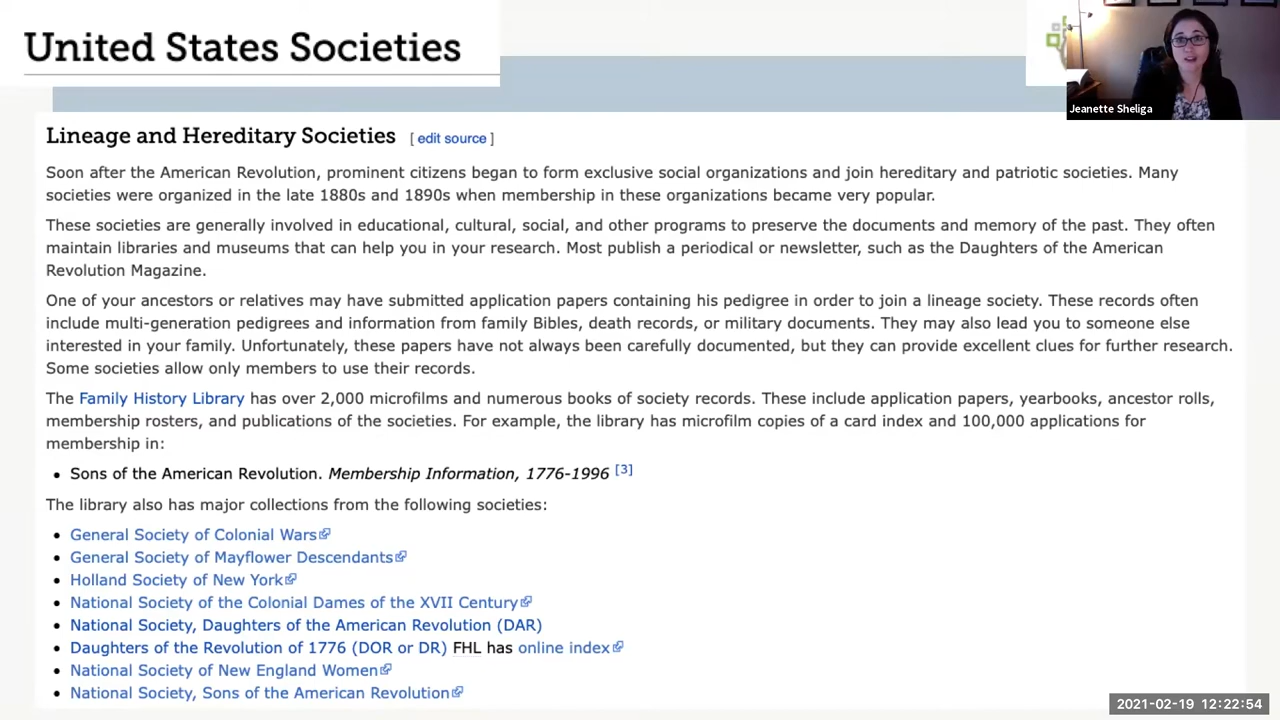 United States Societies
Jeanette Sheliga
Lineage and Hereditary Societies [ edit source ]
Soon after the American Revolution, prominent citizens began to form exclusive social organizations and join hereditary and patriotic societies. Many
societies were organized in the late 1880s and 1890s when membership in these organizations became very popular.
These societies are generally involved in educational, cultural, social, and other programs to preserve the documents and memory of the past. They often
maintain libraries and museums that can help you in your research. Most publish a periodical or newsletter, such as the Daughters of the American
Revolution Magazine.
One of your ancestors or relatives may have submitted application papers containing his pedigree in order to join a lineage society. These records often
include multi-generation pedigrees and information from family Bibles, death records, or military documents. They may also lead you to someone else
interested in your family. Unfortunately, these papers have not always been carefully documented, but they can provide excellent clues for further research.
Some societies allow only members to use their records.
The Family History Library has over 2,000 microfilms and numerous books of society records. These include application papers, yearbooks, ancestor rolls,
membership rosters, and publications of the societies. For example, the library has microfilm copies of a card index and 100,000 applications for
membership in:
• Sons of the American Revolution. Membership Information, 1776-1996 [3]
The library also has major collections from the following societies:
• General Society of Colonial Wars
• General Society of Mayflower Descendants
• Holland Society of New York
• National Society of the Colonial Dames of the XVII Century
• National Society, Daughters of the American Revolution (DAR)
• Daughters of the Revolution of 1776 (DOR or DR) FHL has online index
• National Society of New England Women
• National Society, Sons of the American Revolution
2021-02-19 12:22:54